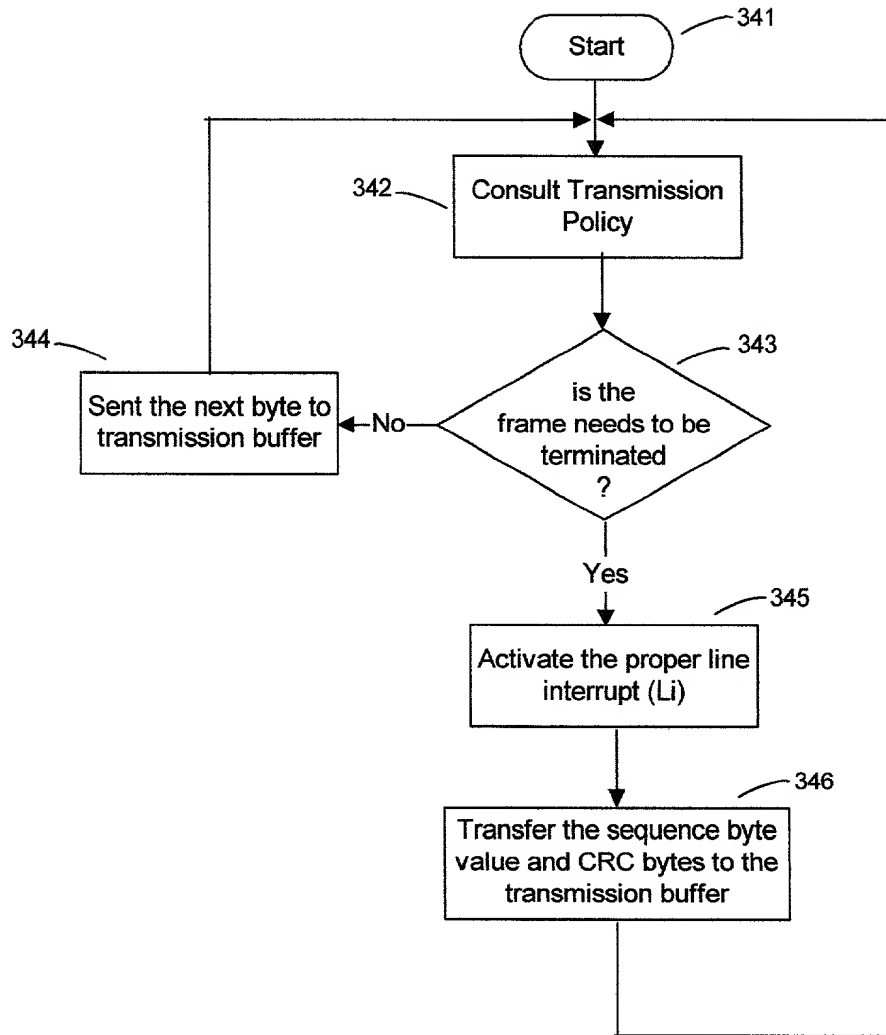 341
Start
342
Consult Transmission
Policy
343
344
is the
frame needs to be
terminated
?
No
Sent the next byte to
transmission buffer
Yes
345
Activate the proper line
interrupt (Li)
346
Transfer the sequence byte
value and CRC bytes to the
transmission buffer